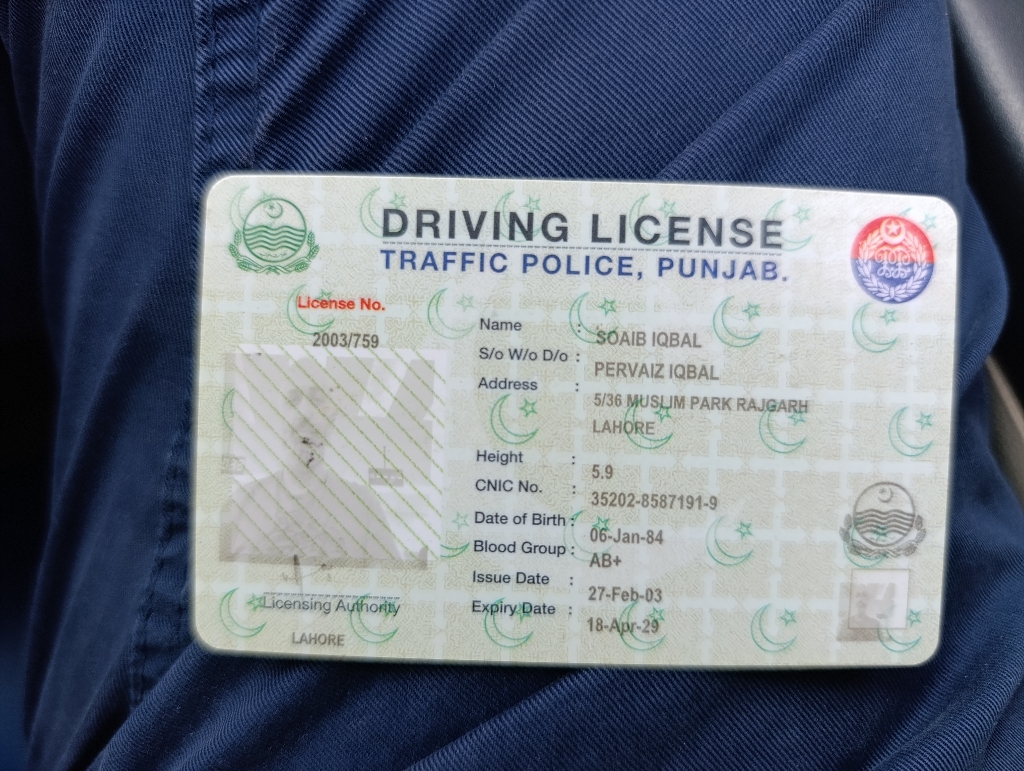 DRIVING LICENSE
TRAFFIC POLICE, PUNJAB.
License No.
2003/759
Name : SOAIB IQBAL
S/o W/o D/o : PERVAIZ IQBAL
Address : 5/36 MUSLIM PARK RAJGARH
LAHORE
Height : 5.9
CNIC No. : 35202-8587191-9
Date of Birth : 06-Jan-84
Blood Group : AB+
Issue Date : 27-Feb-03
Expiry Date : 18-Apr-29
Licensing Authority
LAHORE